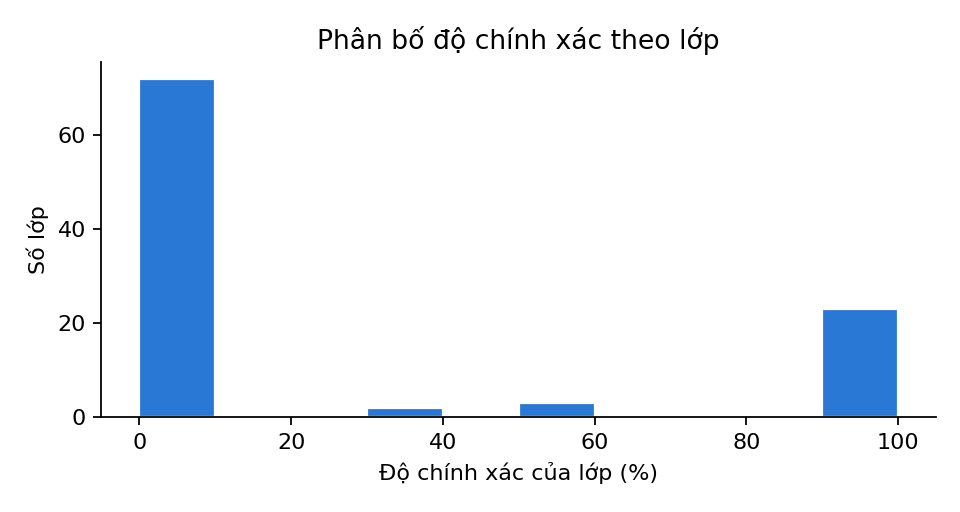 Phân bố độ chính xác theo lớp
Số lớp
60
40
20
0
0 20 40 60 80 100
Độ chính xác của lớp (%)